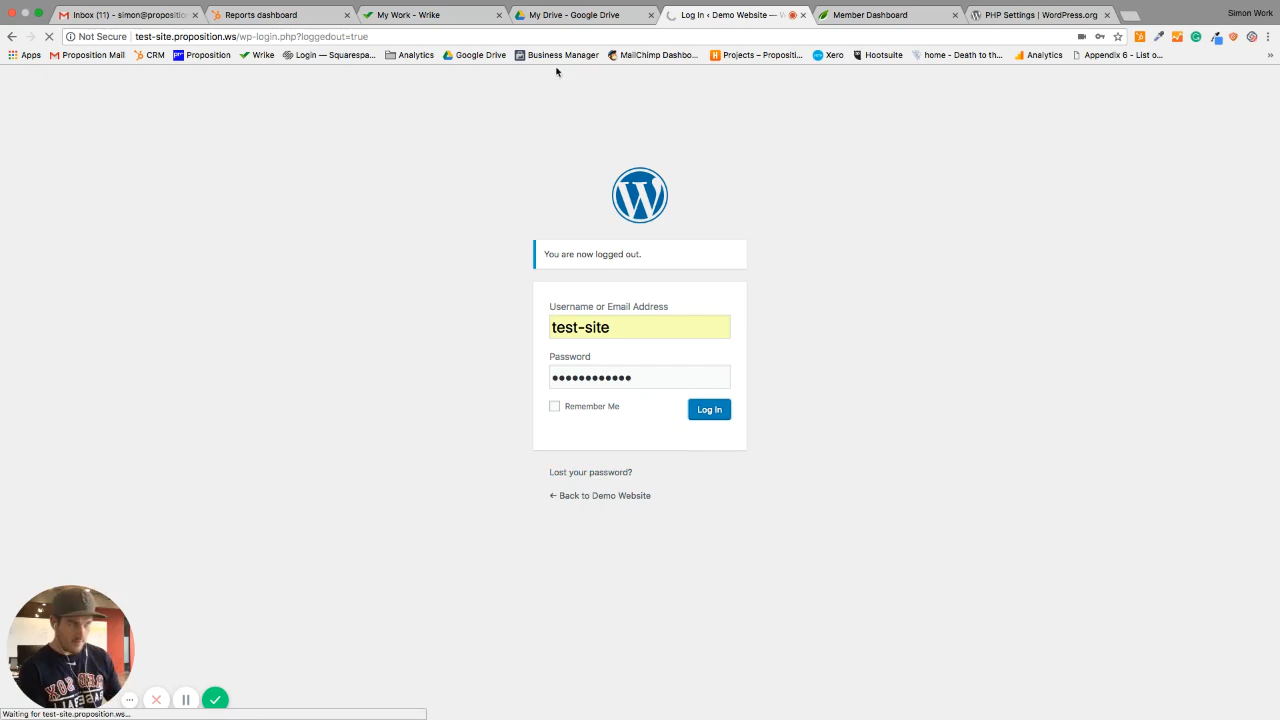 Inbox (11) - simon@propositio
Reports dashboard
My Work - Wrike
My Drive - Google Drive
Log In ‹ Demo Website — W
Member Dashboard
PHP Settings | WordPress.org
Simon Work
Not Secure test-site.proposition.ws/wp-login.php?loggedout=true
Apps Proposition Mail CRM Proposition Wrike Login — Squarespa... Analytics Google Drive Business Manager MailChimp Dashbo... Projects – Propositi... Xero Hootsuite home - Death to th... Analytics Appendix 6 - List o... »
You are now logged out.
Username or Email Address
test-site
Password
Remember Me
Log In
Lost your password?
← Back to Demo Website
RED SOX
Waiting for test-site.proposition.ws...